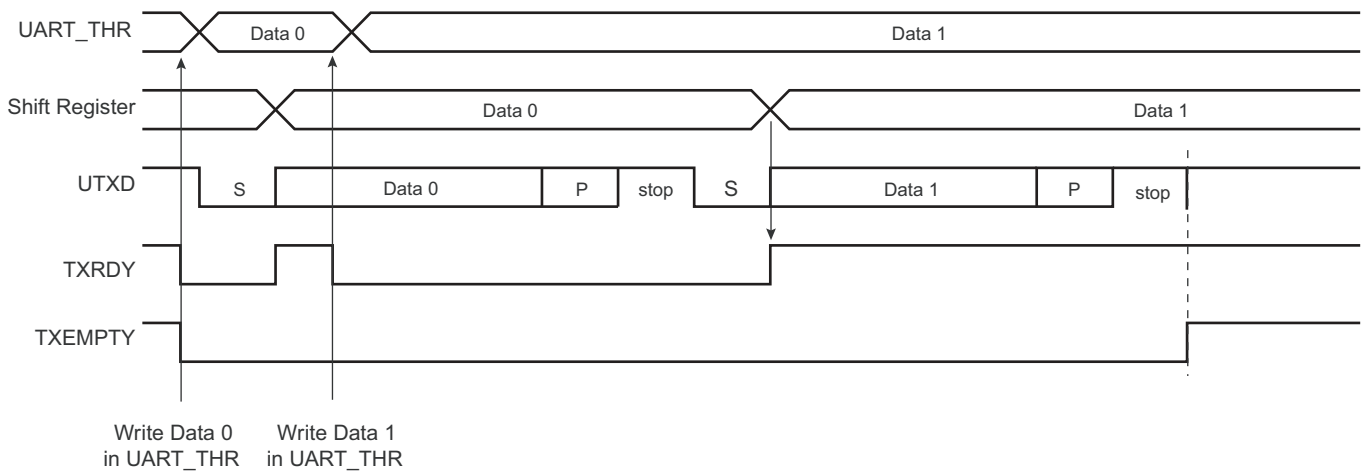 UART_THR
Data 0
Data 1
Shift Register
Data 0
Data 1
UTXD
S
Data 0
P
stop
S
Data 1
P
stop
TXRDY
TXEMPTY
Write Data 0
in UART_THR
Write Data 1
in UART_THR